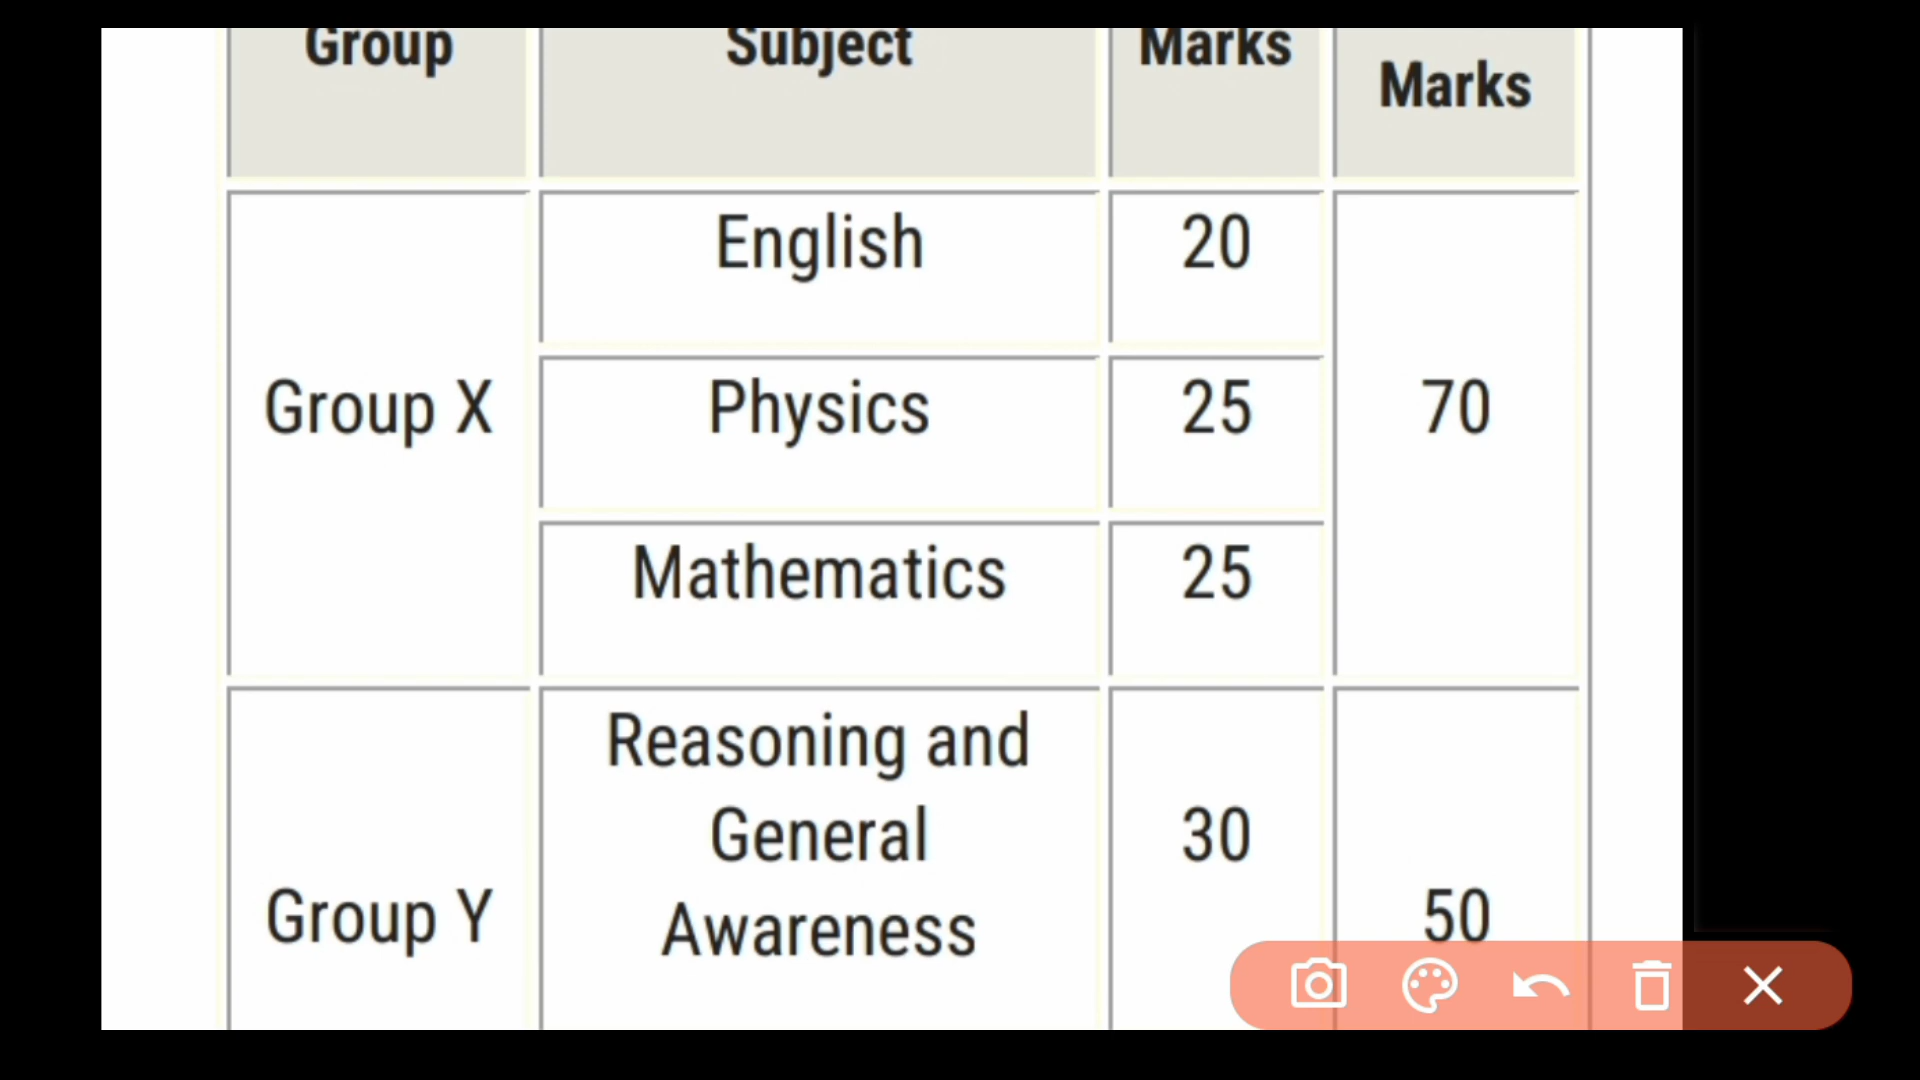 Group Subject Marks Marks
English 20
Group X Physics 25 70
Mathematics 25
Reasoning and
General 30
Group Y 50
Awareness